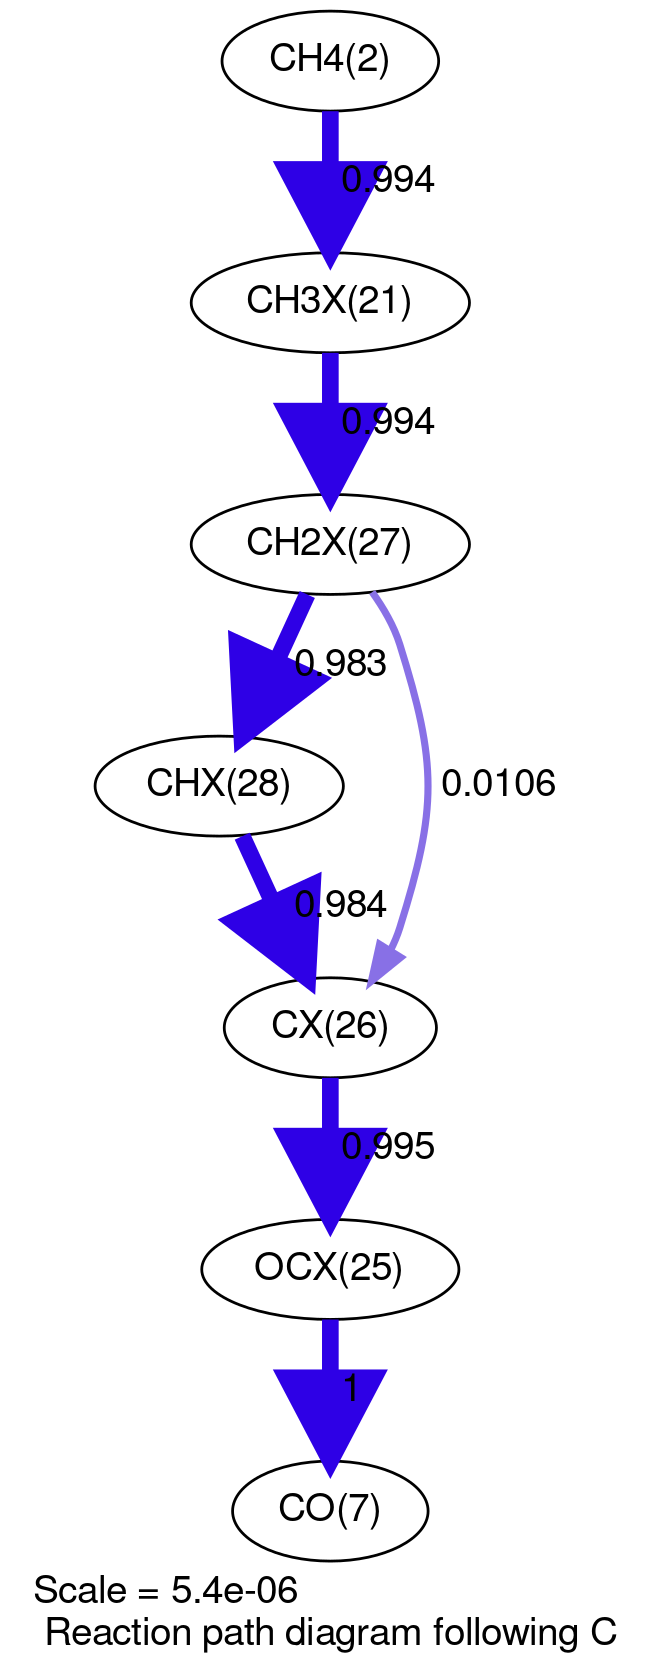 CH4(2)
0.994
CH3X(21)
0.994
CH2X(27)
0.983
CHX(28)
0.0106
0.984
CX(26)
0.995
OCX(25)
1
CO(7)
Scale = 5.4e-06
Reaction path diagram following C